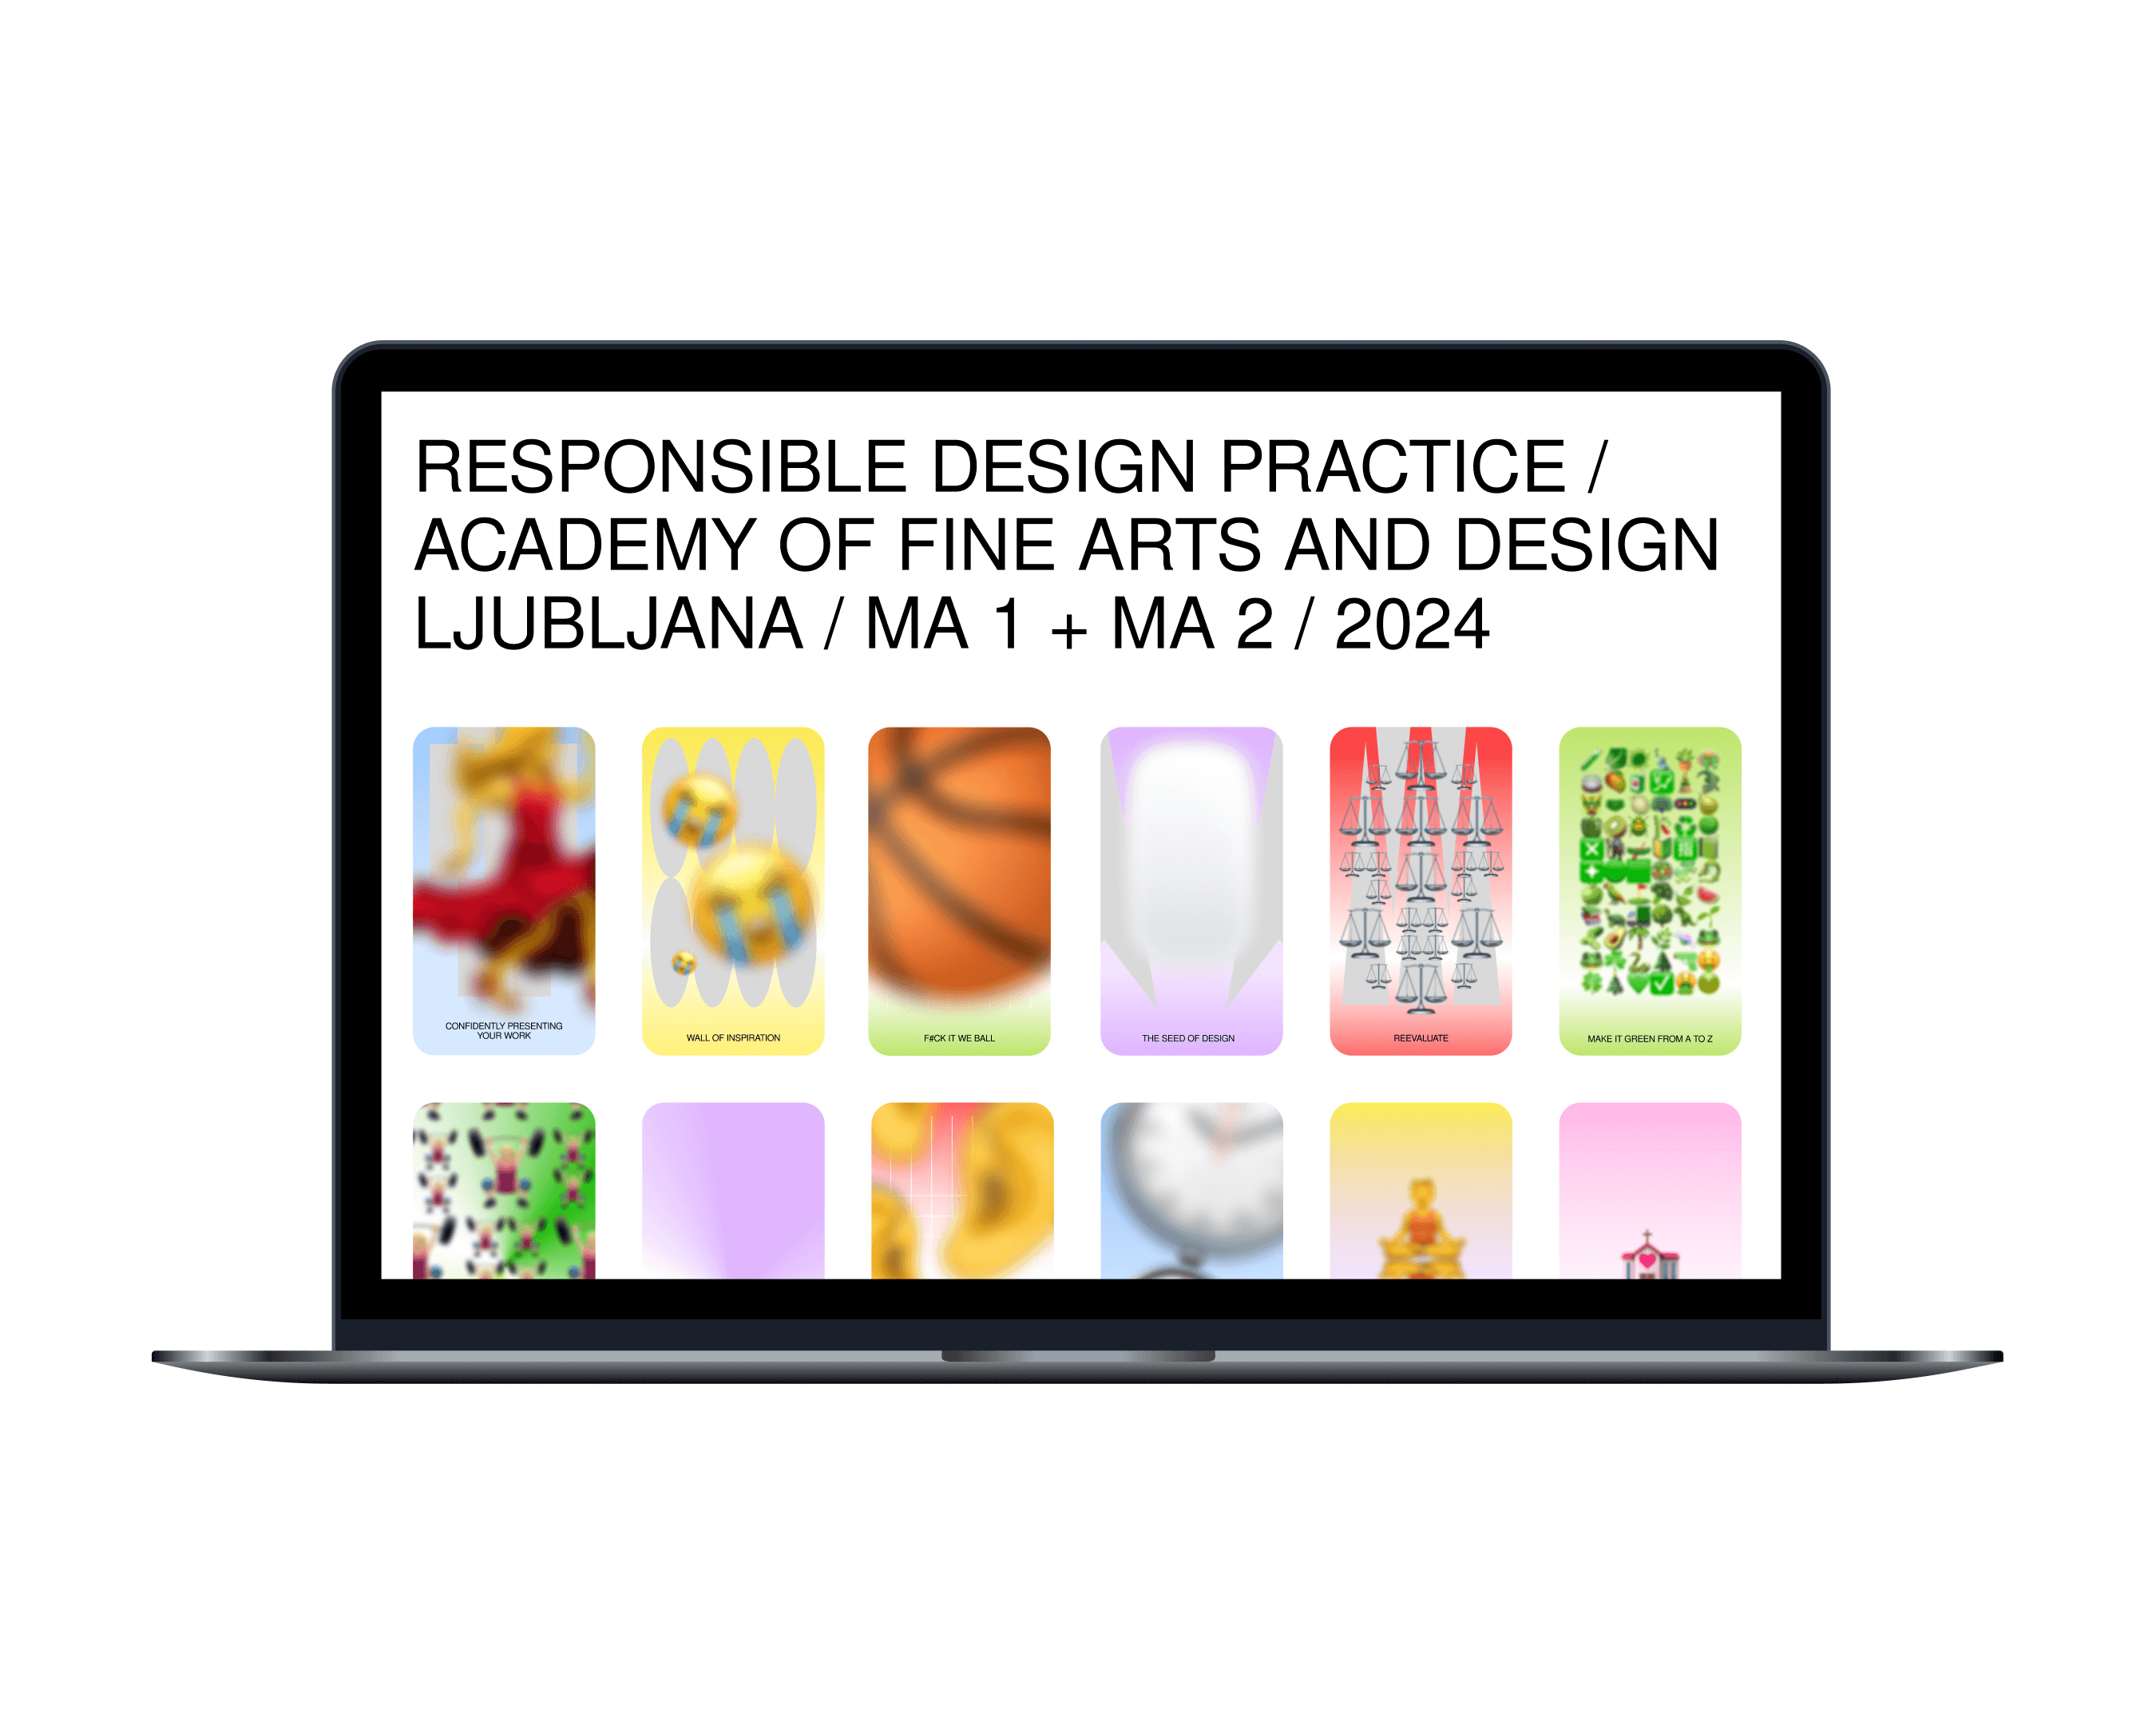 RESPONSIBLE DESIGN PRACTICE /
ACADEMY OF FINE ARTS AND DESIGN
LJUBLJANA / MA 1 + MA 2 / 2024
CONFIDENTLY PRESENTING
YOUR WORK
WALL OF INSPIRATION
F#CK IT WE BALL
THE SEED OF DESIGN
REEVALUATE
MAKE IT GREEN FROM A TO Z